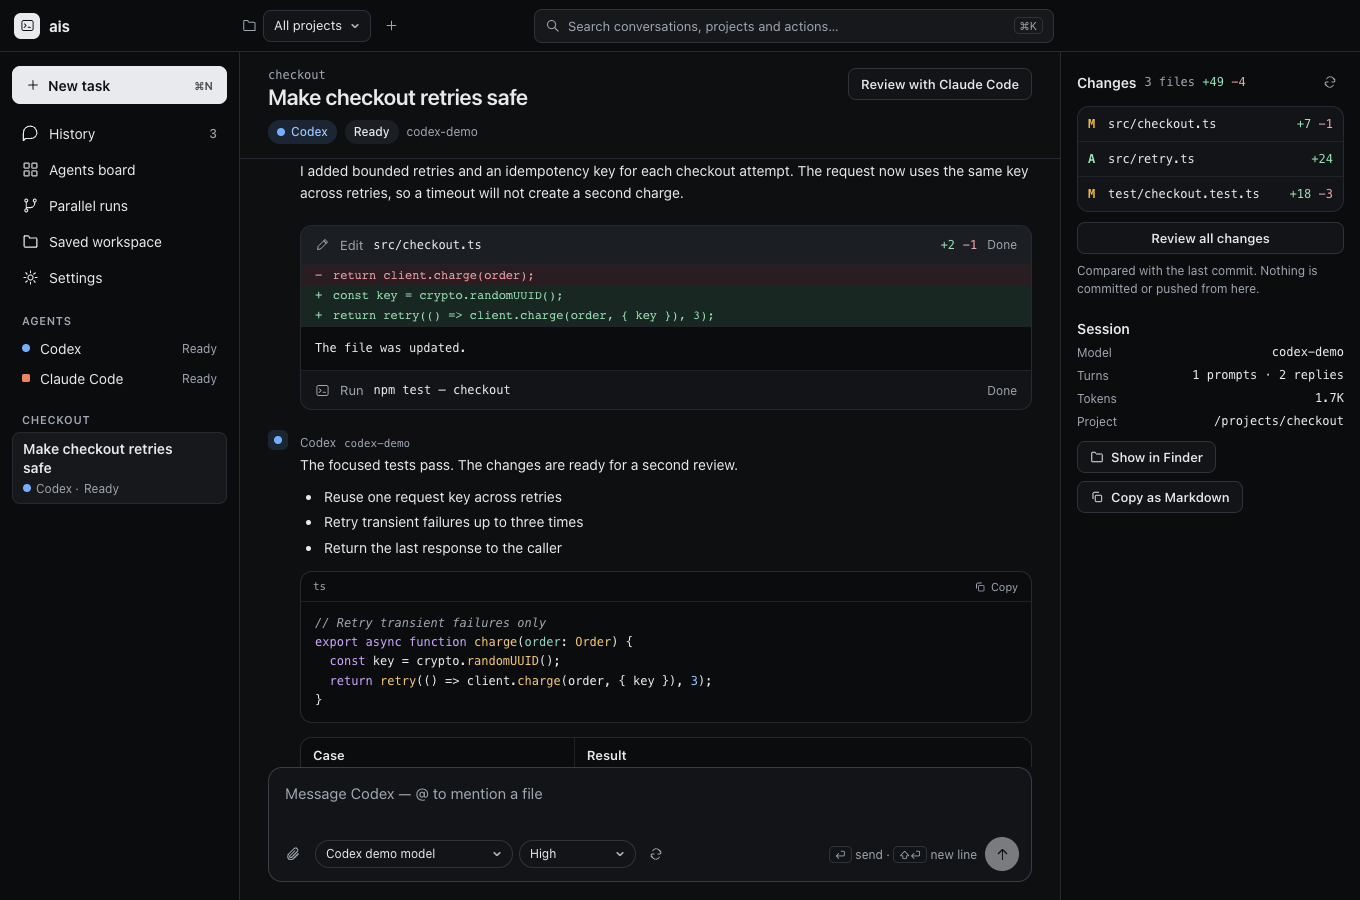 ais
All projects
Search conversations, projects and actions…
⌘K
New task
⌘N
History
3
Agents board
Parallel runs
Saved workspace
Settings
AGENTS
Codex Ready
Claude Code Ready
CHECKOUT
Make checkout retries
safe
Codex · Ready
checkout
Make checkout retries safe
Codex
Ready
codex-demo
Review with Claude Code
I added bounded retries and an idempotency key for each checkout attempt. The request now uses the same key
across retries, so a timeout will not create a second charge.
Edit src/checkout.ts +2 −1 Done
− return client.charge(order);
+ const key = crypto.randomUUID();
+ return retry(() => client.charge(order, { key }), 3);
The file was updated.
Run npm test — checkout Done
Codex codex-demo
The focused tests pass. The changes are ready for a second review.
• Reuse one request key across retries
• Retry transient failures up to three times
• Return the last response to the caller
ts
Copy
// Retry transient failures only
export async function charge(order: Order) {
  const key = crypto.randomUUID();
  return retry(() => client.charge(order, { key }), 3);
}
Case Result
Message Codex — @ to mention a file
Codex demo model
High
send · new line
Changes 3 files +49 −4
M src/checkout.ts +7 −1
A src/retry.ts +24
M test/checkout.test.ts +18 −3
Review all changes
Compared with the last commit. Nothing is
committed or pushed from here.
Session
Model codex-demo
Turns 1 prompts · 2 replies
Tokens 1.7K
Project /projects/checkout
Show in Finder
Copy as Markdown